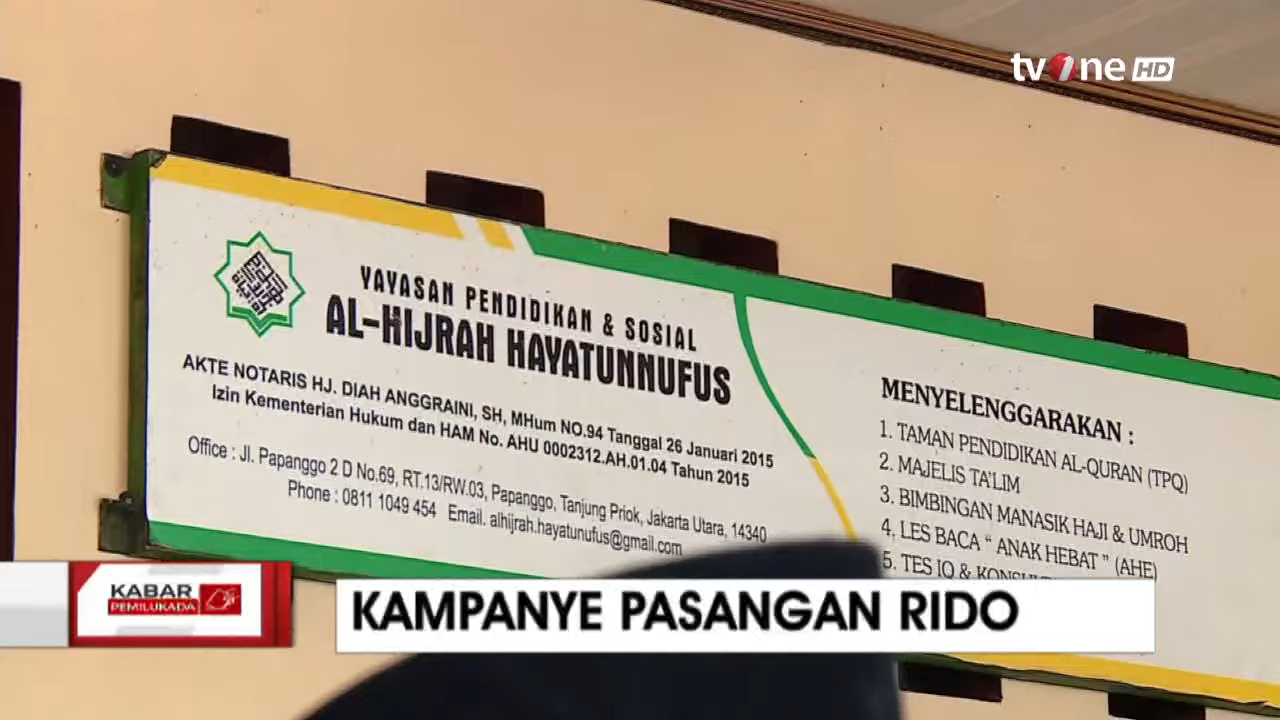 tvOne HD
YAYASAN PENDIDIKAN & SOSIAL
AL-HIJRAH HAYATUNNUFUS
AKTE NOTARIS HJ. DIAH ANGGRAINI, SH, MHum NO.94 Tanggal 26 Januari 2015
Izin Kementerian Hukum dan HAM No. AHU 0002312.AH.01.04 Tahun 2015
Office : Jl. Papanggo 2 D No.69, RT.13/RW.03, Papanggo, Tanjung Priok, Jakarta Utara, 14340
Phone : 0811 1049 454 Email. alhijrah.hayatunufus@gmail.com
MENYELENGGARAKAN :
1. TAMAN PENDIDIKAN AL-QURAN (TPQ)
2. MAJELIS TA'LIM
3. BIMBINGAN MANASIK HAJI & UMROH
4, LES BACA “ ANAK HEBAT ” (AHE)
5. TES IQ &
KABAR
PEMILUKADA
KAMPANYE PASANGAN RIDO